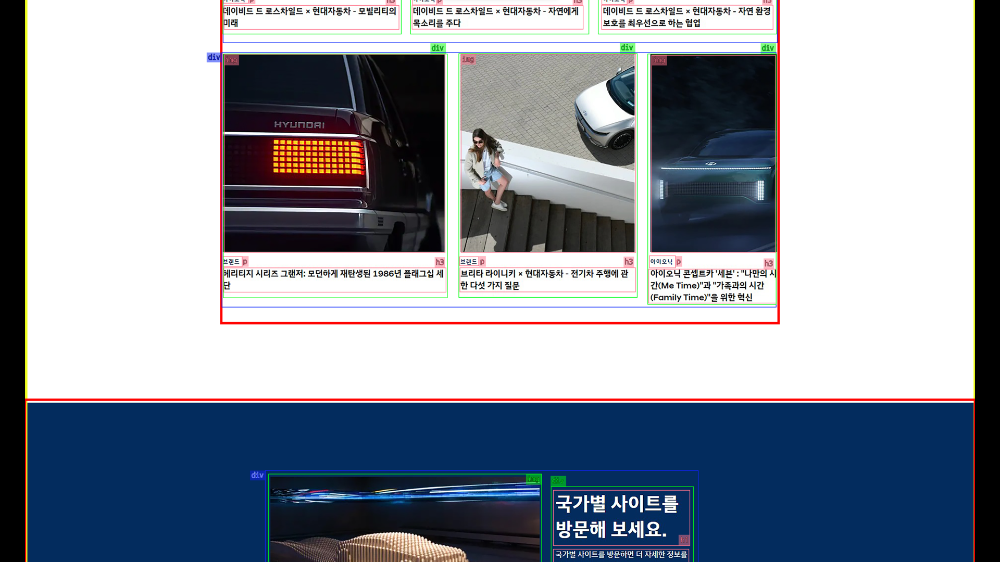 데이비드 드 로스차일드 × 현대자동차 - 모빌리티의
미래
데이비드 드 로스차일드 × 현대자동차 - 자연에게
목소리를 주다
데이비드 드 로스차일드 × 현대자동차 - 자연 환경
보호를 최우선으로 하는 협업
div
div
div
div
img
img
img
HYUNDAI
브랜드 p
h3
헤리티지 시리즈 그랜저: 모던하게 재탄생된 1986년 플래그십 세
단
브랜드 p
h3
브리타 라이니키 × 현대자동차 - 전기차 주행에 관
한 다섯 가지 질문
아이오닉 p
h3
아이오닉 콘셉트카 '세븐' : "나만의 시
간(Me Time)"과 "가족과의 시간
(Family Time)"을 위한 혁신
div
img
div
국가별 사이트를
방문해 보세요.
h1
국가별 사이트를 방문하면 더 자세한 정보를